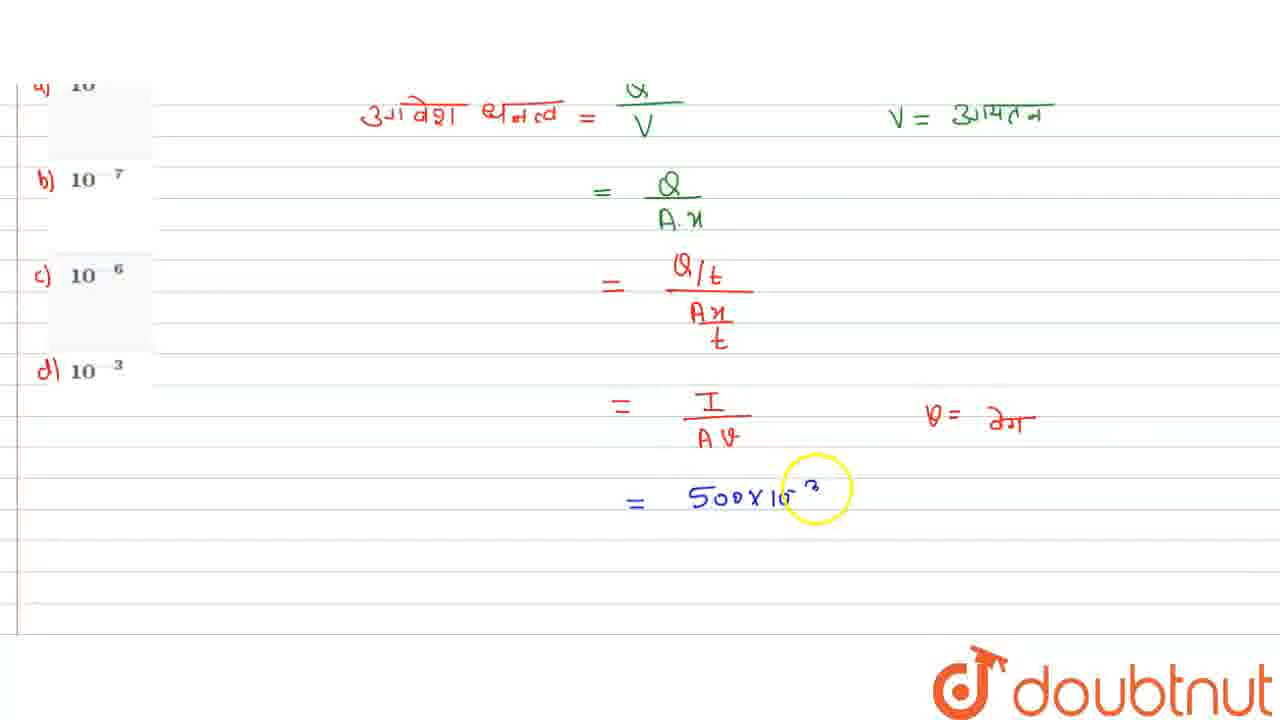 a) 10
आवेश घनत्व = Q/V V = आयतन
b) 10⁻⁷
= Q/A.x
c) 10⁻⁶
= Q/t / Ax/t
d) 10⁻³
= I/Av v = वेग
= 500×10⁻³
doubtnut